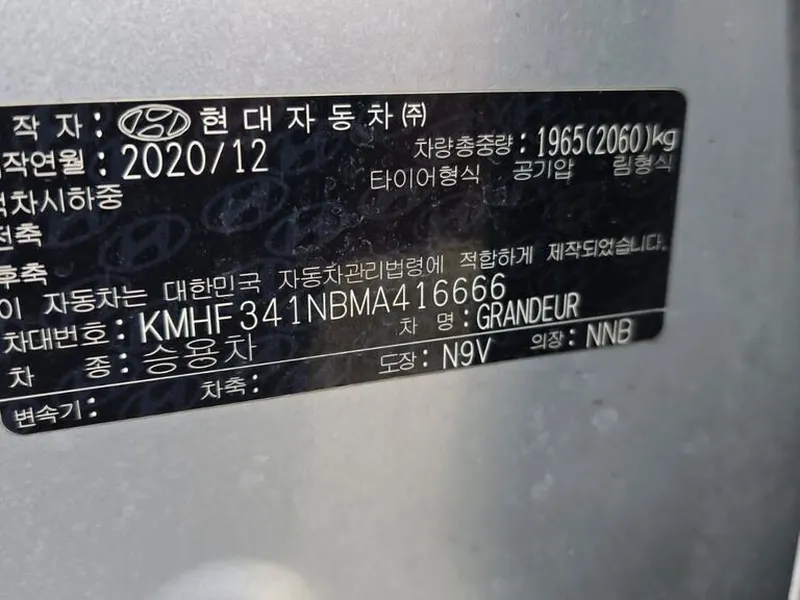 작 자 : 현대자동차㈜
작연월 : 2020/12
차량총중량 : 1965(2060)kg
타이어형식 공기압 림형식
차시하중
전축
후축
이 자동차는 대한민국 자동차관리법령에 적합하게 제작되었습니다.
차대번호 : KMHF341NBMA416666
차 명 : GRANDEUR
차 종 : 승용차
도장 : N9V 의장 : NNB
변속기 : 차축 :